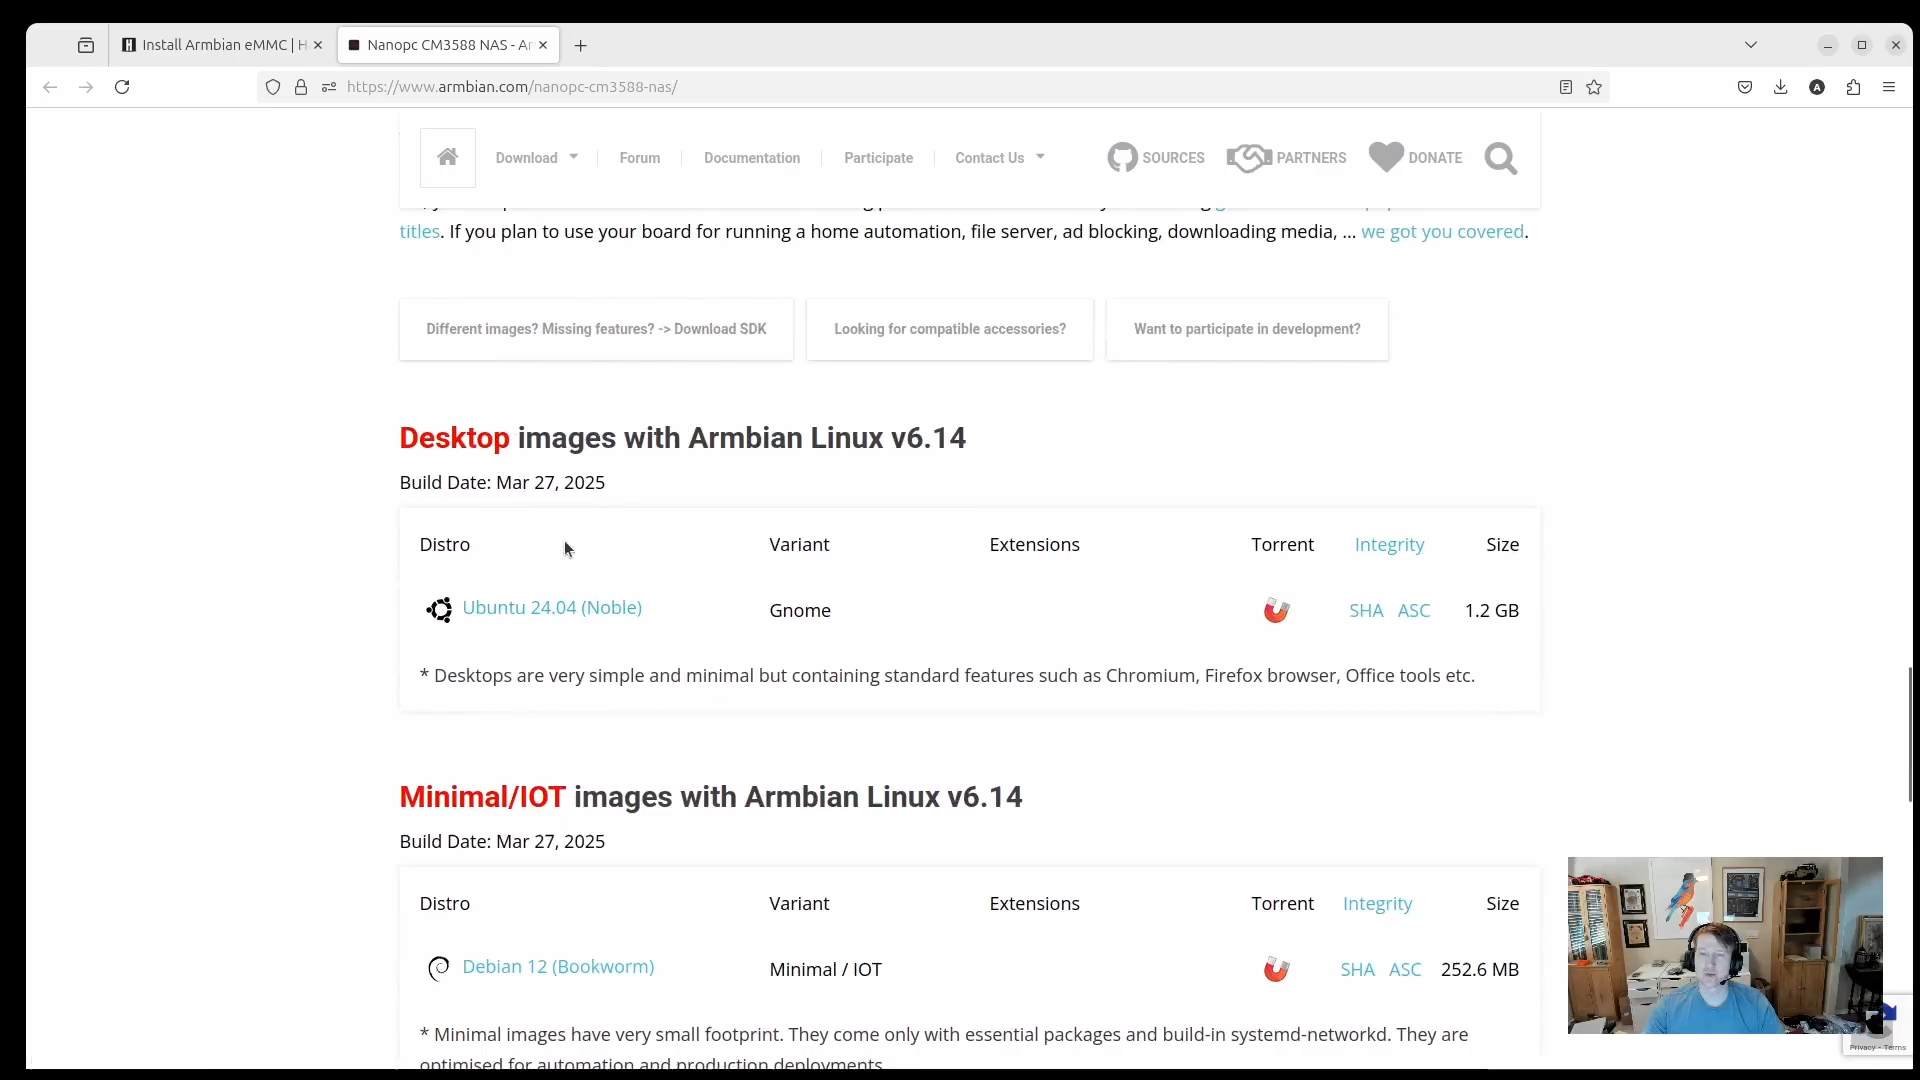 Install Armbian eMMC | H
Nanopc CM3588 NAS - Ar
https://www.armbian.com/nanopc-cm3588-nas/
A
Download
Forum
Documentation
Participate
Contact Us
SOURCES
PARTNERS
DONATE
titles. If you plan to use your board for running a home automation, file server, ad blocking, downloading media, ... we got you covered.
Different images? Missing features? -> Download SDK
Looking for compatible accessories?
Want to participate in development?
Desktop images with Armbian Linux v6.14
Build Date: Mar 27, 2025
Distro Variant Extensions Torrent Integrity Size
Ubuntu 24.04 (Noble) Gnome SHA ASC 1.2 GB
* Desktops are very simple and minimal but containing standard features such as Chromium, Firefox browser, Office tools etc.
Minimal/IOT images with Armbian Linux v6.14
Build Date: Mar 27, 2025
Distro Variant Extensions Torrent Integrity Size
Debian 12 (Bookworm) Minimal / IOT SHA ASC 252.6 MB
* Minimal images have very small footprint. They come only with essential packages and build-in systemd-networkd. They are
optimised for automation and production deployments.
Privacy - Terms